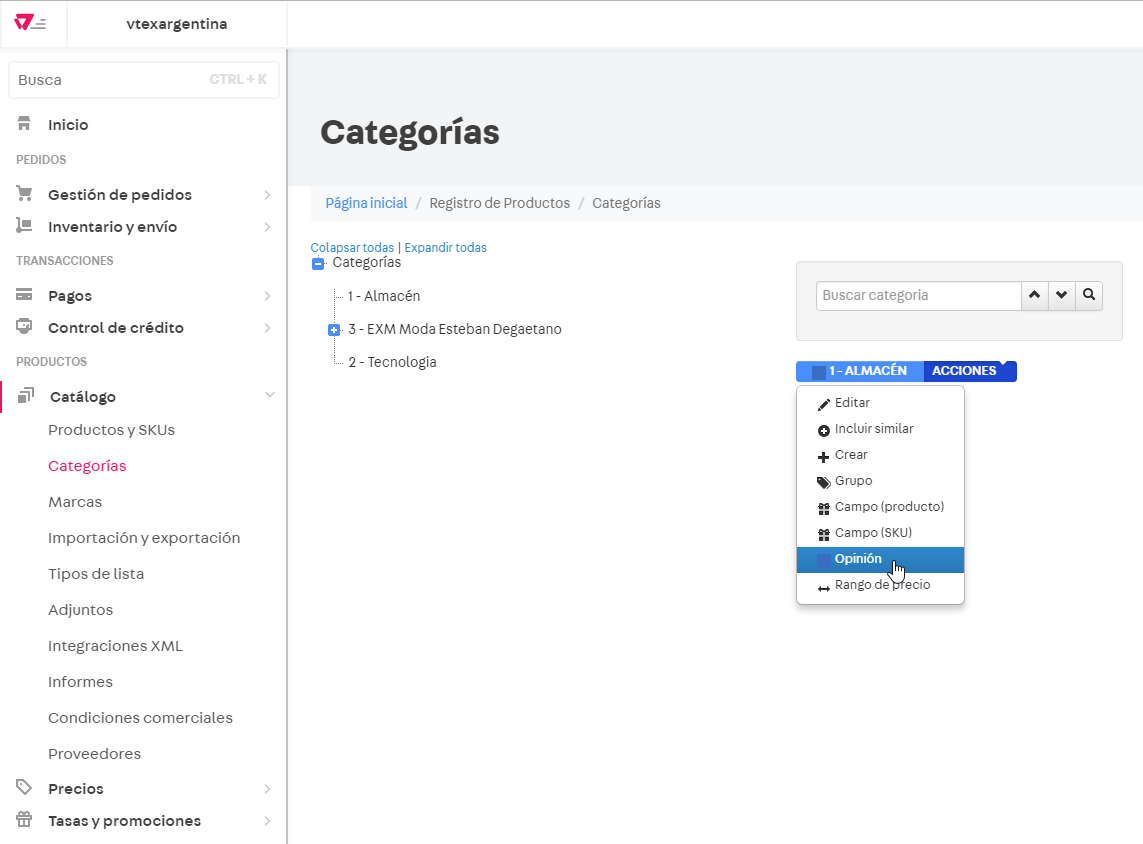 vtexargentina
Busca CTRL + K
Inicio
PEDIDOS
Gestión de pedidos
Inventario y envío
TRANSACCIONES
Pagos
Control de crédito
PRODUCTOS
Catálogo
Productos y SKUs
Categorías
Marcas
Importación y exportación
Tipos de lista
Adjuntos
Integraciones XML
Informes
Condiciones comerciales
Proveedores
Precios
Tasas y promociones
Categorías
Página inicial / Registro de Productos / Categorías
Colapsar todas | Expandir todas
Categorías
1 - Almacén
3 - EXM Moda Esteban Degaetano
2 - Tecnologia
Buscar categoria
1 - ALMACÉN ACCIONES
Editar
Incluir similar
Crear
Grupo
Campo (producto)
Campo (SKU)
Opinión
Rango de precio